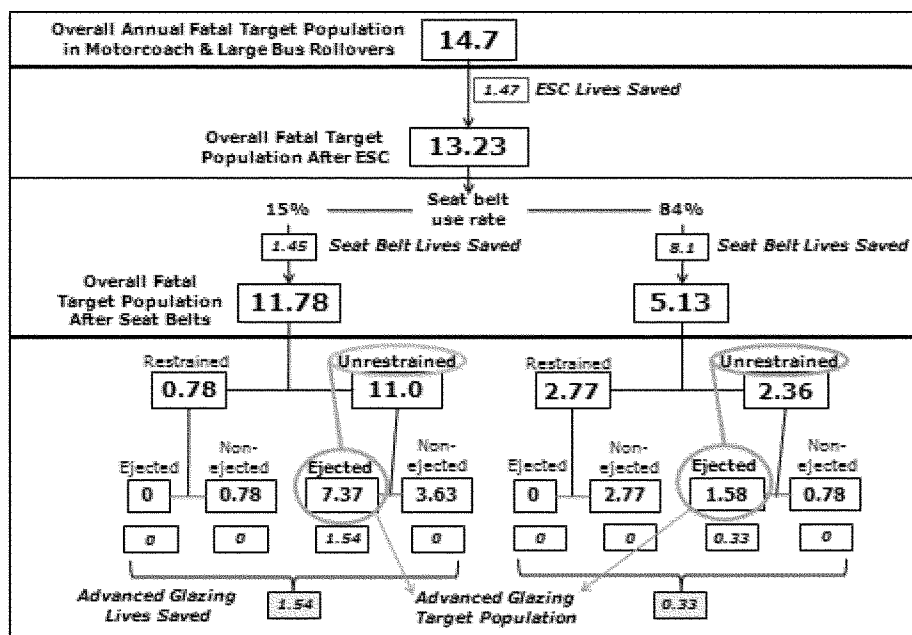 Overall Annual Fatal Target Population
in Motorcoach & Large Bus Rollovers
14.7
1.47
ESC Lives Saved
Overall Fatal Target
Population After ESC
13.23
15%
Seat belt
use rate
84%
1.45
Seat Belt Lives Saved
8.1
Seat Belt Lives Saved
Overall Fatal
Target Population
After Seat Belts
11.78
5.13
Restrained
Unrestrained
0.78
11.0
Restrained
Unrestrained
2.77
2.36
Ejected
Non-
ejected
Ejected
Non-
ejected
0
0.78
7.37
3.63
0
0
1.54
0
Ejected
Non-
ejected
Ejected
Non-
ejected
0
2.77
1.58
0.78
0
0
0.33
0
Advanced Glazing
Lives Saved
1.54
Advanced Glazing
Target Population
0.33